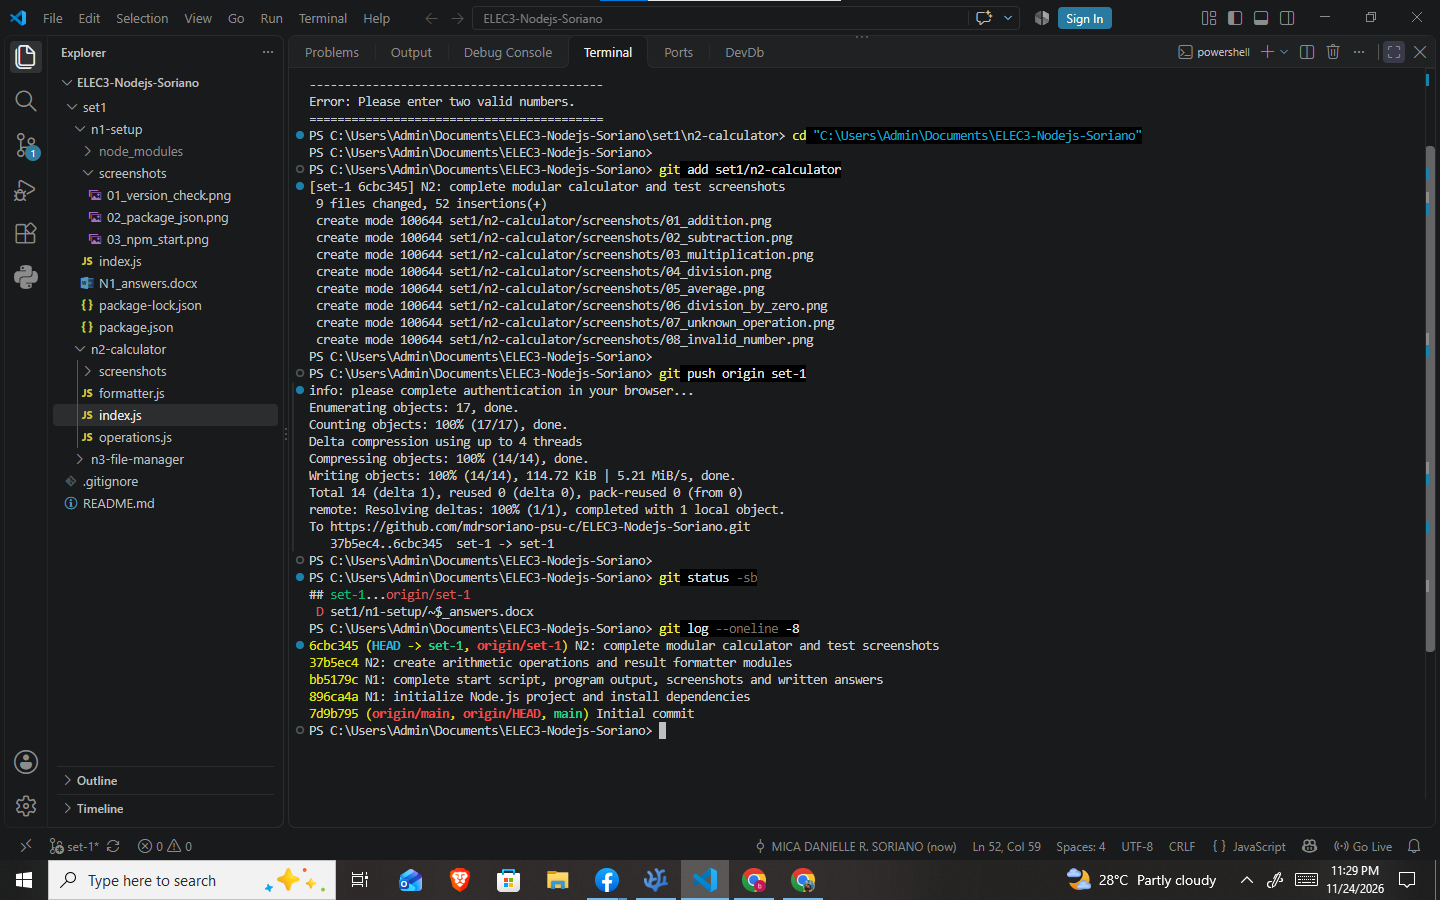 File Edit Selection View Go Run Terminal Help
ELEC3-Nodejs-Soriano
Sign In
Explorer
ELEC3-Nodejs-Soriano
set1
n1-setup
node_modules
screenshots
01_version_check.png
02_package_json.png
03_npm_start.png
JS index.js
N1_answers.docx
{} package-lock.json
{} package.json
n2-calculator
screenshots
JS formatter.js
JS index.js
JS operations.js
n3-file-manager
.gitignore
README.md
Outline
Timeline
1
Problems Output Debug Console Terminal Ports DevDb
powershell
------------------------------------------
Error: Please enter two valid numbers.
==========================================
PS C:\Users\Admin\Documents\ELEC3-Nodejs-Soriano\set1\n2-calculator> cd "C:\Users\Admin\Documents\ELEC3-Nodejs-Soriano"
PS C:\Users\Admin\Documents\ELEC3-Nodejs-Soriano>
PS C:\Users\Admin\Documents\ELEC3-Nodejs-Soriano> git add set1/n2-calculator
[set-1 6cbc345] N2: complete modular calculator and test screenshots
9 files changed, 52 insertions(+)
create mode 100644 set1/n2-calculator/screenshots/01_addition.png
create mode 100644 set1/n2-calculator/screenshots/02_subtraction.png
create mode 100644 set1/n2-calculator/screenshots/03_multiplication.png
create mode 100644 set1/n2-calculator/screenshots/04_division.png
create mode 100644 set1/n2-calculator/screenshots/05_average.png
create mode 100644 set1/n2-calculator/screenshots/06_division_by_zero.png
create mode 100644 set1/n2-calculator/screenshots/07_unknown_operation.png
create mode 100644 set1/n2-calculator/screenshots/08_invalid_number.png
PS C:\Users\Admin\Documents\ELEC3-Nodejs-Soriano>
PS C:\Users\Admin\Documents\ELEC3-Nodejs-Soriano> git push origin set-1
info: please complete authentication in your browser...
Enumerating objects: 17, done.
Counting objects: 100% (17/17), done.
Delta compression using up to 4 threads
Compressing objects: 100% (14/14), done.
Writing objects: 100% (14/14), 114.72 KiB | 5.21 MiB/s, done.
Total 14 (delta 1), reused 0 (delta 0), pack-reused 0 (from 0)
remote: Resolving deltas: 100% (1/1), completed with 1 local object.
To https://github.com/mdrsoriano-psu-c/ELEC3-Nodejs-Soriano.git
37b5ec4..6cbc345 set-1 -> set-1
PS C:\Users\Admin\Documents\ELEC3-Nodejs-Soriano>
PS C:\Users\Admin\Documents\ELEC3-Nodejs-Soriano> git status -sb
## set-1...origin/set-1
D set1/n1-setup/~$_answers.docx
PS C:\Users\Admin\Documents\ELEC3-Nodejs-Soriano> git log --oneline -8
6cbc345 (HEAD -> set-1, origin/set-1) N2: complete modular calculator and test screenshots
37b5ec4 N2: create arithmetic operations and result formatter modules
bb5179c N1: complete start script, program output, screenshots and written answers
896ca4a N1: initialize Node.js project and install dependencies
7d9b795 (origin/main, origin/HEAD, main) Initial commit
PS C:\Users\Admin\Documents\ELEC3-Nodejs-Soriano>
set-1* 0 0 MICA DANIELLE R. SORIANO (now) Ln 52, Col 59 Spaces: 4 UTF-8 CRLF {} JavaScript Go Live
Type here to search
28°C Partly cloudy
11:29 PM
11/24/2026